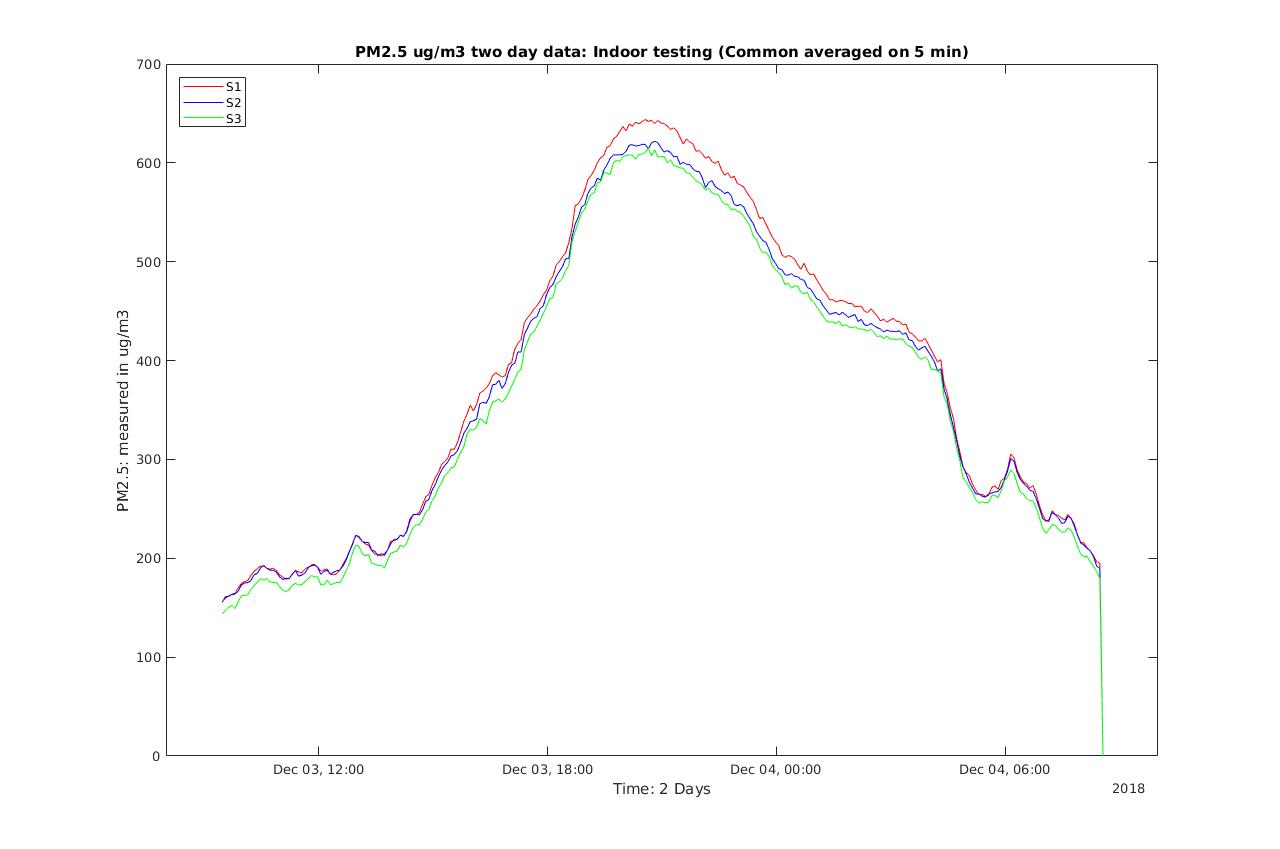 PM2.5 ug/m3 two day data: Indoor testing (Common averaged on 5 min)
700
S1
S2
S3
600
500
400
300
200
100
0
PM2.5: measured in ug/m3
Dec 03, 12:00 Dec 03, 18:00 Dec 04, 00:00 Dec 04, 06:00
Time: 2 Days
2018